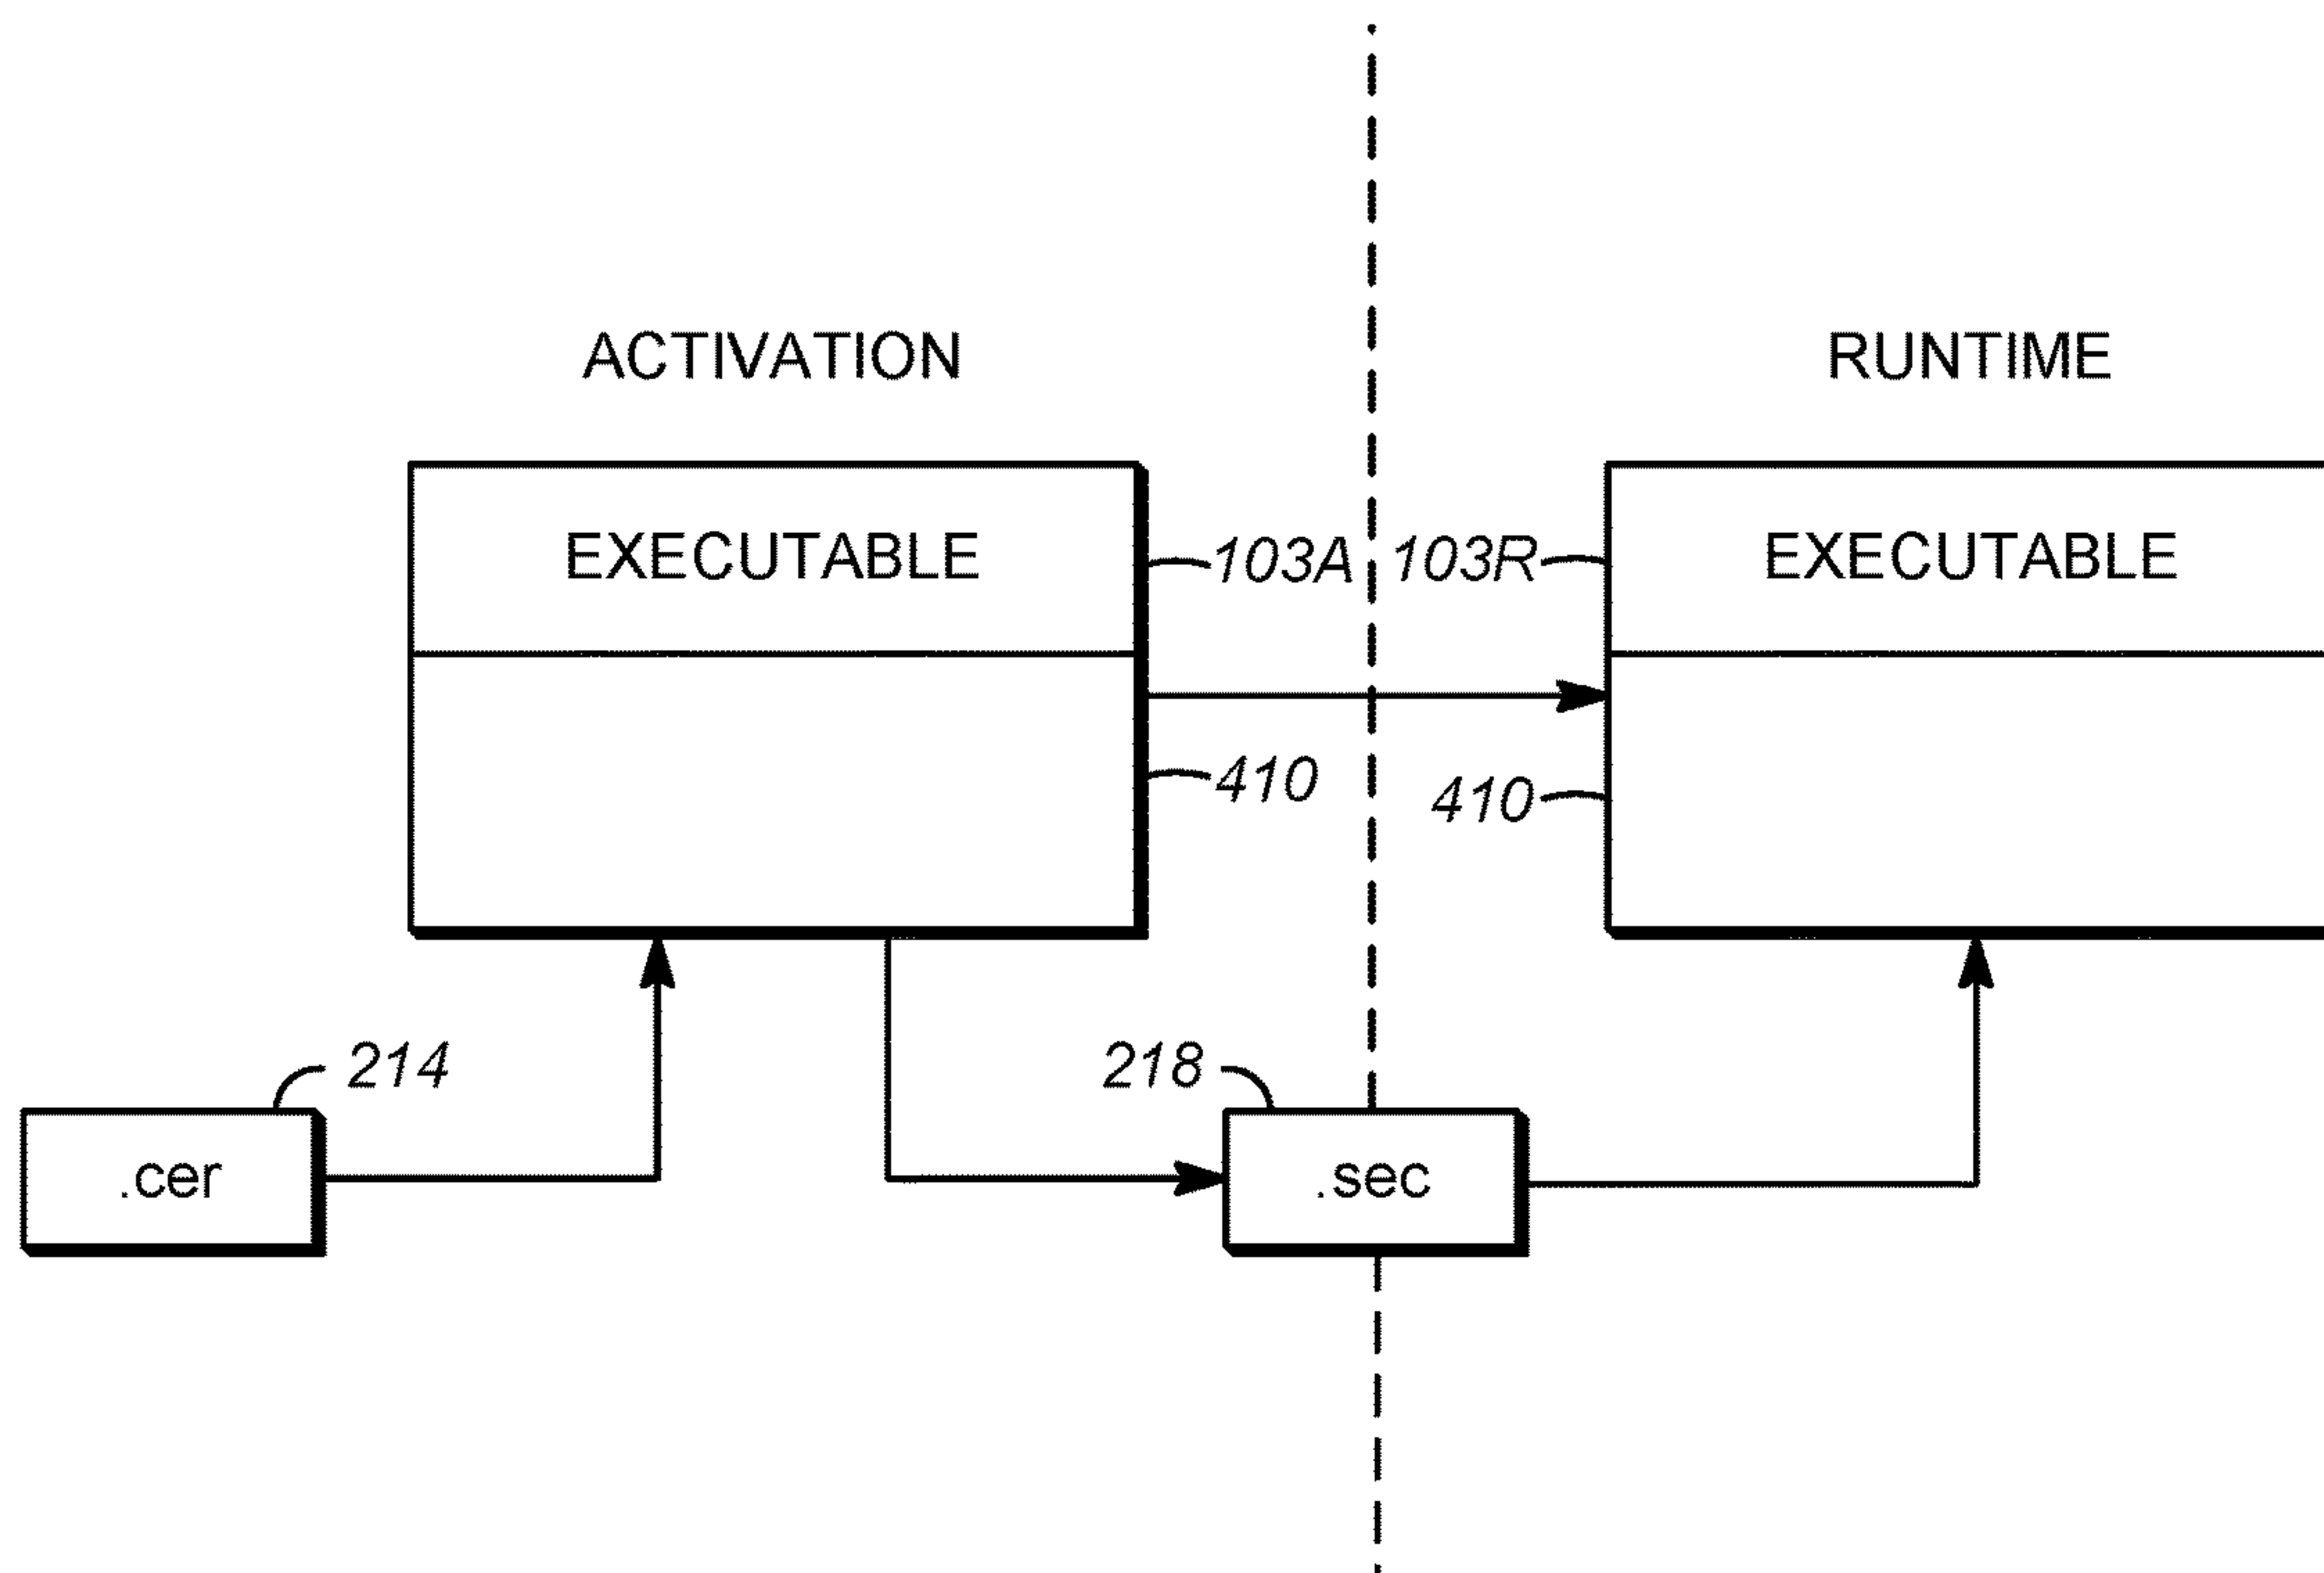 ACTIVATION
RUNTIME
EXECUTABLE
103A
103R
EXECUTABLE
410
410
214
218
.cer
.sec